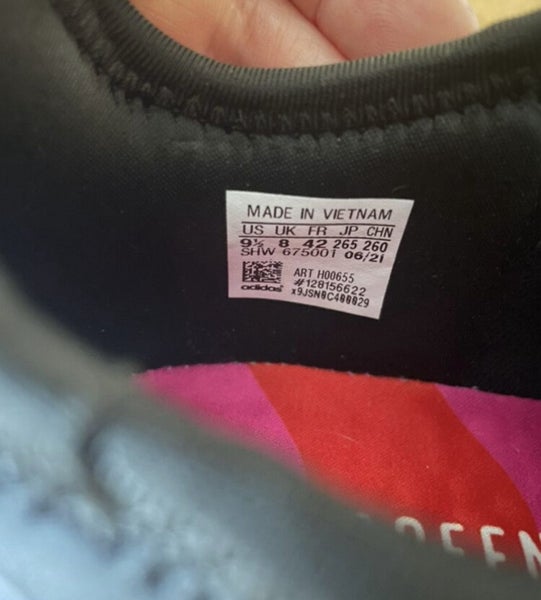 MADE IN VIETNAM
US UK FR JP CHN
9½ 8 42 265 260
SHW 675001 06/21
ART H00655
#128156622
adidas® x9JSN0C400029